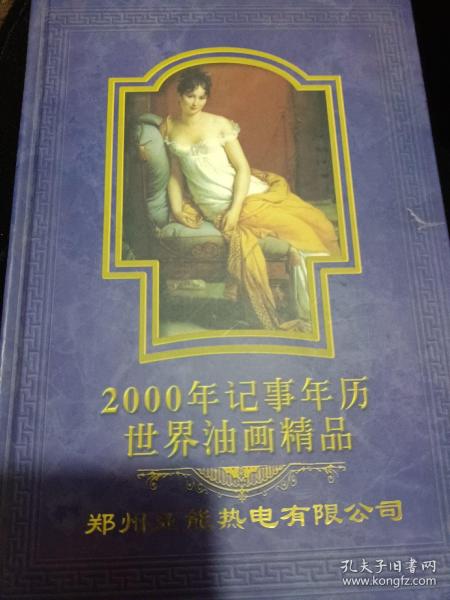 2000年记事年历
世界油画精品
郑州 能热电有限公司
孔夫子旧书网
www.kongfz.com